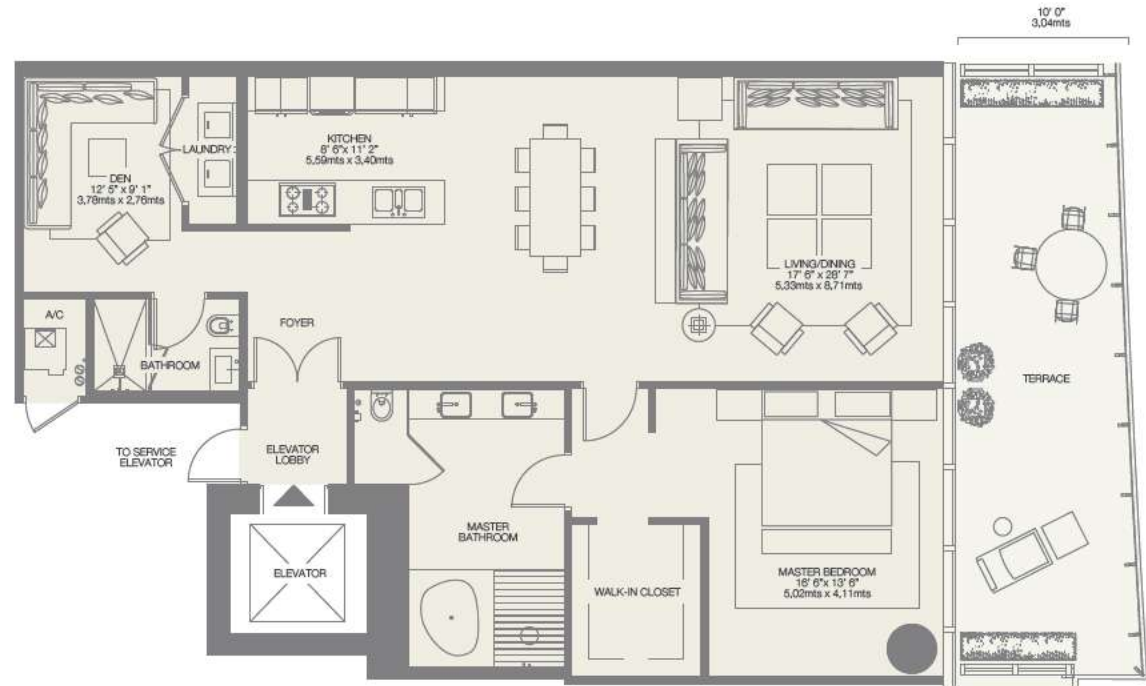 10' 0"
3,04mts
KITCHEN
8' 6"x 11' 2"
5,59mts x 3,40mts
LAUNDRY
DEN
12' 5" x 9' 1"
3,78mts x 2,76mts
LIVING/DINING
17' 6" x 28' 7"
5,33mts x 8,71mts
A/C
FOYER
BATHROOM
TERRACE
TO SERVICE
ELEVATOR
ELEVATOR
LOBBY
MASTER
BATHROOM
ELEVATOR
MASTER BEDROOM
16' 6"x 13' 6"
5,02mts x 4,11mts
WALK-IN CLOSET